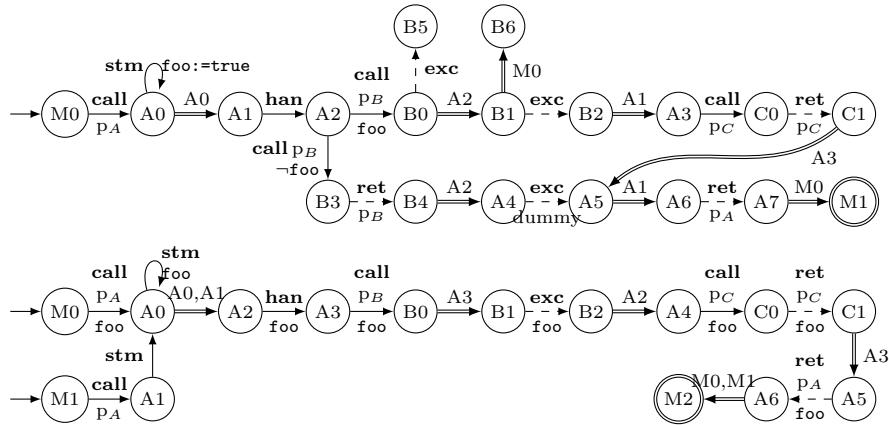 B5 B6
stm foo:=true call exc M0
call A0 han p_B A2 exc A1 call ret
M0 A0 A1 A2 B0 B1 B2 A3 C0 C1
p_A foo p_C p_C
call p_B A3
¬foo ret A2 exc A1 ret M0
B3 B4 A4 A5 A6 A7 M1
p_B dummy p_A
stm
call foo call call ret
p_A A0,A1 han p_B A3 exc A2 p_C p_C
M0 A0 A2 A3 B0 B1 B2 A4 C0 C1
foo foo foo foo foo foo
stm A3
call ret
M0,M1 p_A
M1 A1 M2 A6 A5
p_A foo